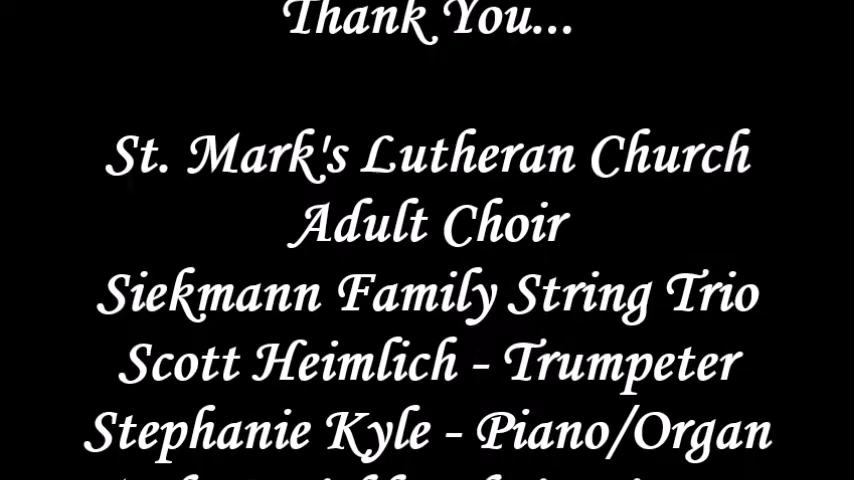 Thank You...
St. Mark's Lutheran Church
Adult Choir
Siekmann Family String Trio
Scott Heimlich - Trumpeter
Stephanie Kyle - Piano/Organ